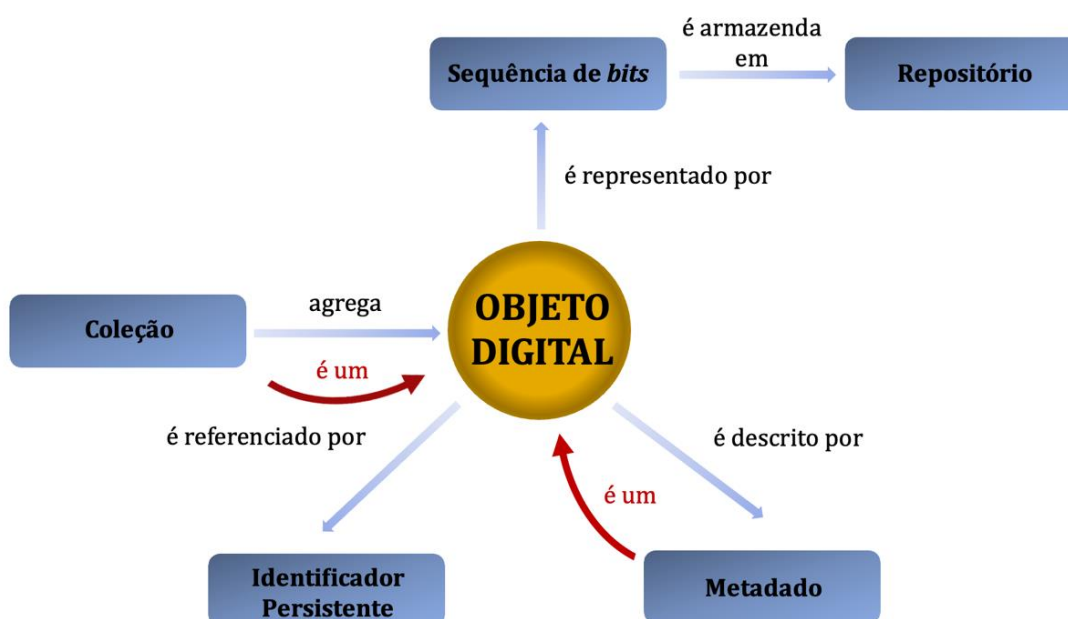 é armazenda
em
Sequência de bits
Repositório
é representado por
Coleção
agrega
OBJETO
DIGITAL
é um
é referenciado por
é descrito por
é um
Identificador
Persistente
Metadado